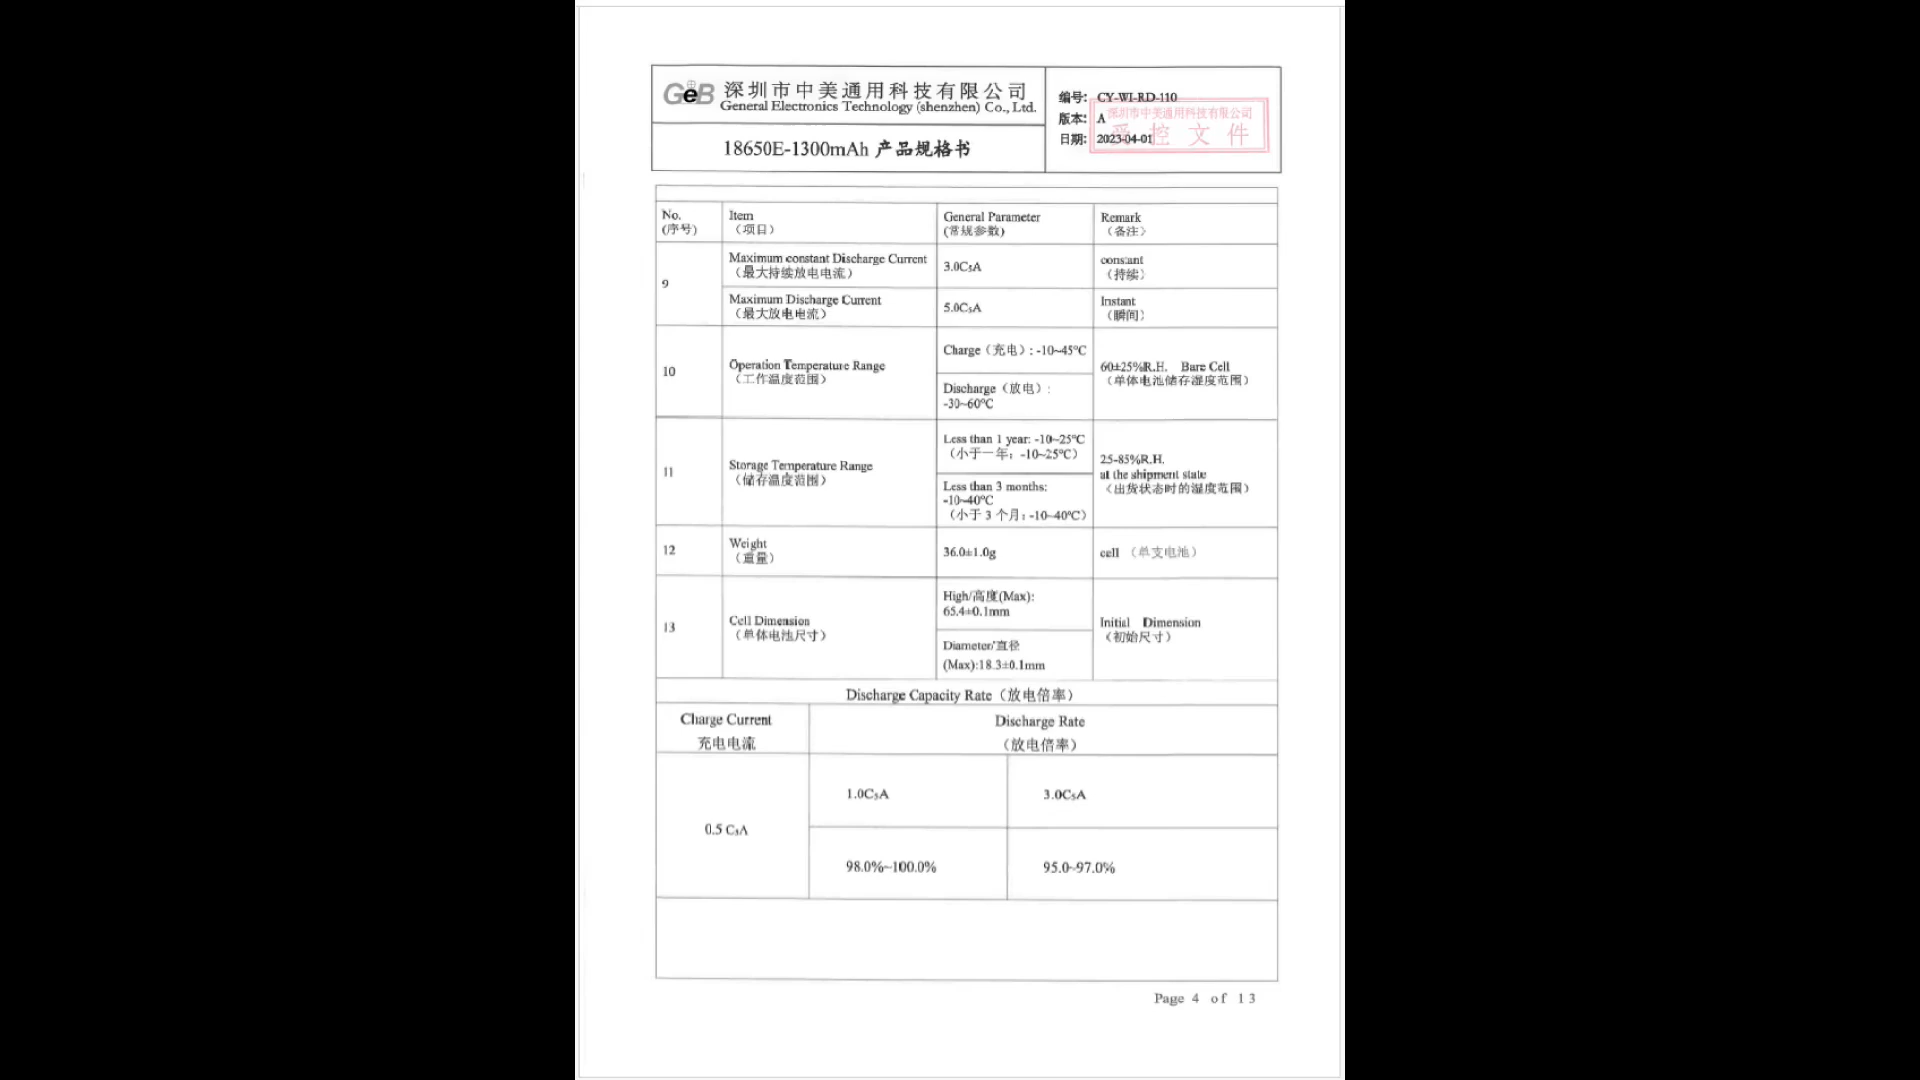 GeB 深圳市中美通用科技有限公司
General Electronics Technology (shenzhen) Co., Ltd.
18650E-1300mAh 产品规格书
编号: CY-WI-RD-110
版本: A
日期: 2023-04-01
深圳市中美通用科技有限公司
受控文件
No.
(序号)
Item
（项目）
General Parameter
(常规参数)
Remark
（备注）
9
Maximum constant Discharge Current
（最大持续放电电流）
3.0C₅A
constant
（持续）
Maximum Discharge Current
（最大放电电流）
5.0C₅A
Instant
（瞬间）
10
Operation Temperature Range
（工作温度范围）
Charge（充电）: -10~45℃
Discharge（放电）:
-30~60℃
60±25%R.H. Bare Cell
（单体电池储存湿度范围）
11
Storage Temperature Range
（储存温度范围）
Less than 1 year: -10~25℃
（小于一年：-10~25℃）
Less than 3 months:
-10~40℃
（小于 3 个月：-10~40℃）
25-85%R.H.
at the shipment state
（出货状态时的湿度范围）
12
Weight
（重量）
36.0±1.0g
cell （单支电池）
13
Cell Dimension
（单体电池尺寸）
High/高度(Max):
65.4±0.1mm
Diameter/直径
(Max):18.3±0.1mm
Initial Dimension
（初始尺寸）
Discharge Capacity Rate（放电倍率）
Charge Current
充电电流
Discharge Rate
（放电倍率）
0.5 C₅A
1.0C₅A
3.0C₅A
98.0%~100.0%
95.0~97.0%
Page 4 of 13